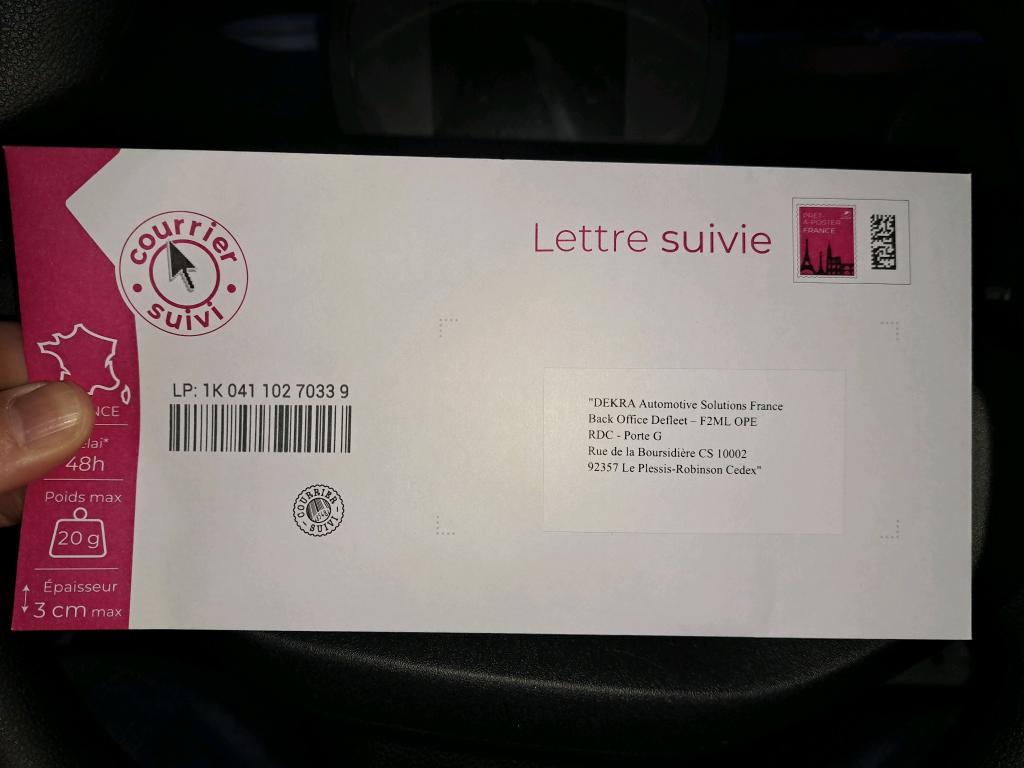 courrier
suivi
Lettre suivie
PRÊT-
À-POSTER
FRANCE
LP: 1K 041 102 7033 9
"DEKRA Automotive Solutions France
Back Office Defleet – F2ML OPE
RDC - Porte G
Rue de la Boursidière CS 10002
92357 Le Plessis-Robinson Cedex"
COURRIER
SUIVI
48h
Poids max
20 g
Épaisseur
3 cm max